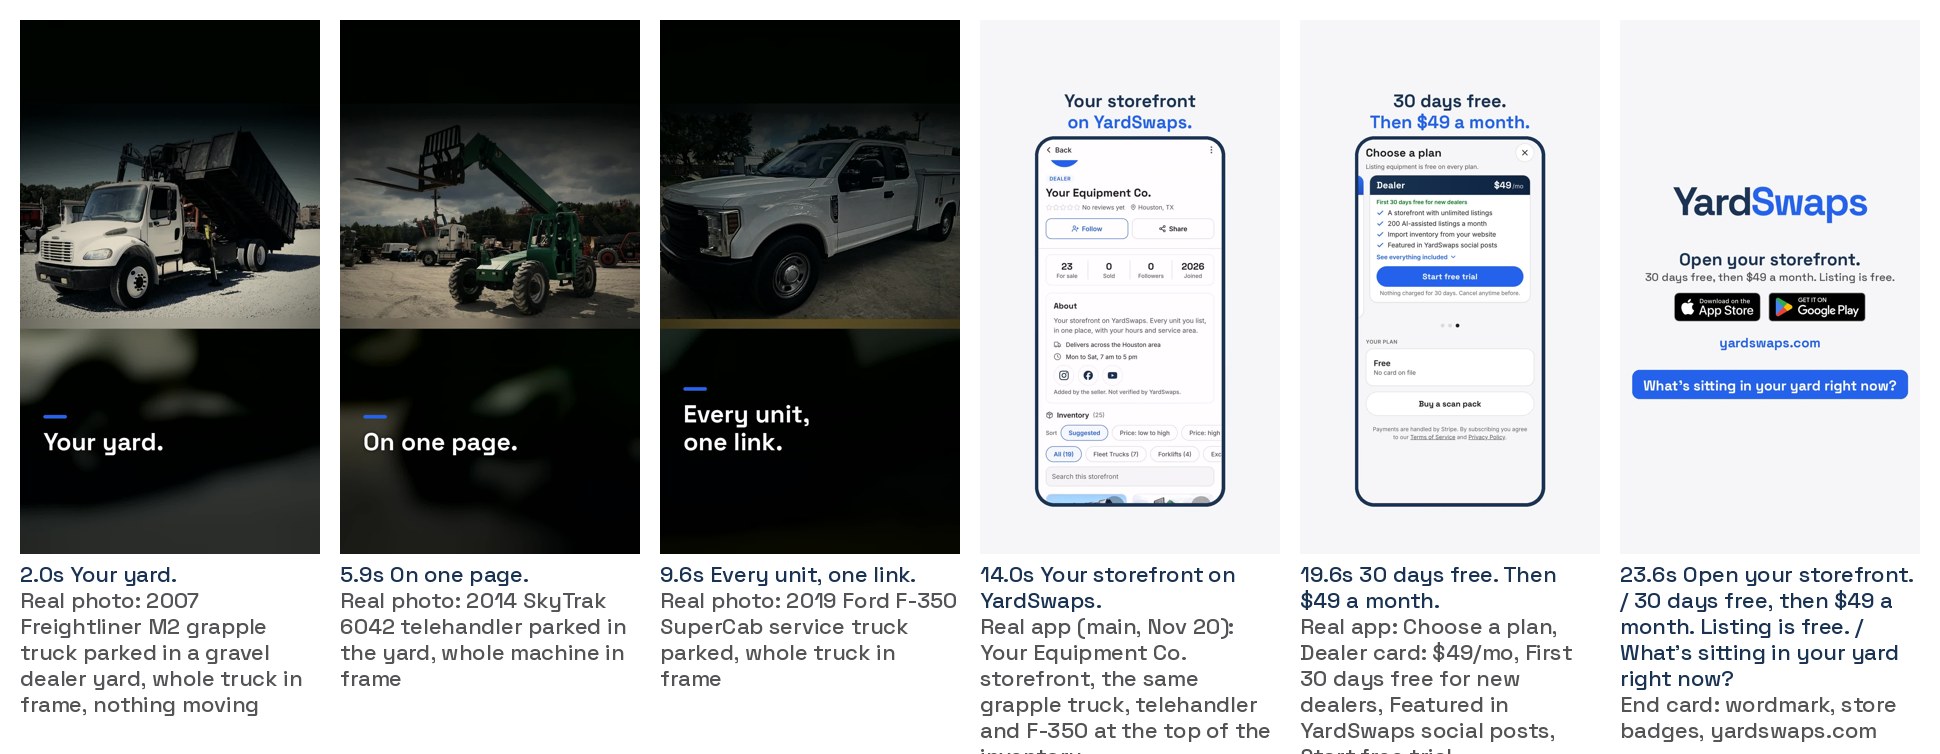 Your yard.
On one page.
Every unit,
one link.
Your storefront
on YardSwaps.
Back
DEALER
Your Equipment Co.
No reviews yet Houston, TX
Follow
Share
23
For sale
0
Sold
0
Followers
2026
Joined
About
Your storefront on YardSwaps. Every unit you list,
in one place, with your hours and service area.
Delivers across the Houston area
Mon to Sat, 7 am to 5 pm
Added by the seller. Not verified by YardSwaps.
Inventory (25)
Sort Suggested Price: low to high Price: high
All (19) Fleet Trucks (7) Forklifts (4) Exc
Search this storefront
30 days free.
Then $49 a month.
Choose a plan
Listing equipment is free on every plan.
Dealer $49/mo
First 30 days free for new dealers
A storefront with unlimited listings
200 AI-assisted listings a month
Import inventory from your website
Featured in YardSwaps social posts
See everything included
Start free trial
Nothing charged for 30 days. Cancel anytime before.
YOUR PLAN
Free
No card on file
Buy a scan pack
Payments are handled by Stripe. By subscribing you agree
to our Terms of Service and Privacy Policy.
YardSwaps
Open your storefront.
30 days free, then $49 a month. Listing is free.
Download on the
App Store
GET IT ON
Google Play
yardswaps.com
What's sitting in your yard right now?
2.0s Your yard.
Real photo: 2007
Freightliner M2 grapple
truck parked in a gravel
dealer yard, whole truck in
frame, nothing moving
5.9s On one page.
Real photo: 2014 SkyTrak
6042 telehandler parked in
the yard, whole machine in
frame
9.6s Every unit, one link.
Real photo: 2019 Ford F-350
SuperCab service truck
parked, whole truck in
frame
14.0s Your storefront on
YardSwaps.
Real app (main, Nov 20):
Your Equipment Co.
storefront, the same
grapple truck, telehandler
and F-350 at the top of the
19.6s 30 days free. Then
$49 a month.
Real app: Choose a plan,
Dealer card: $49/mo, First
30 days free for new
dealers, Featured in
YardSwaps social posts,
23.6s Open your storefront.
/ 30 days free, then $49 a
month. Listing is free. /
What's sitting in your yard
right now?
End card: wordmark, store
badges, yardswaps.com